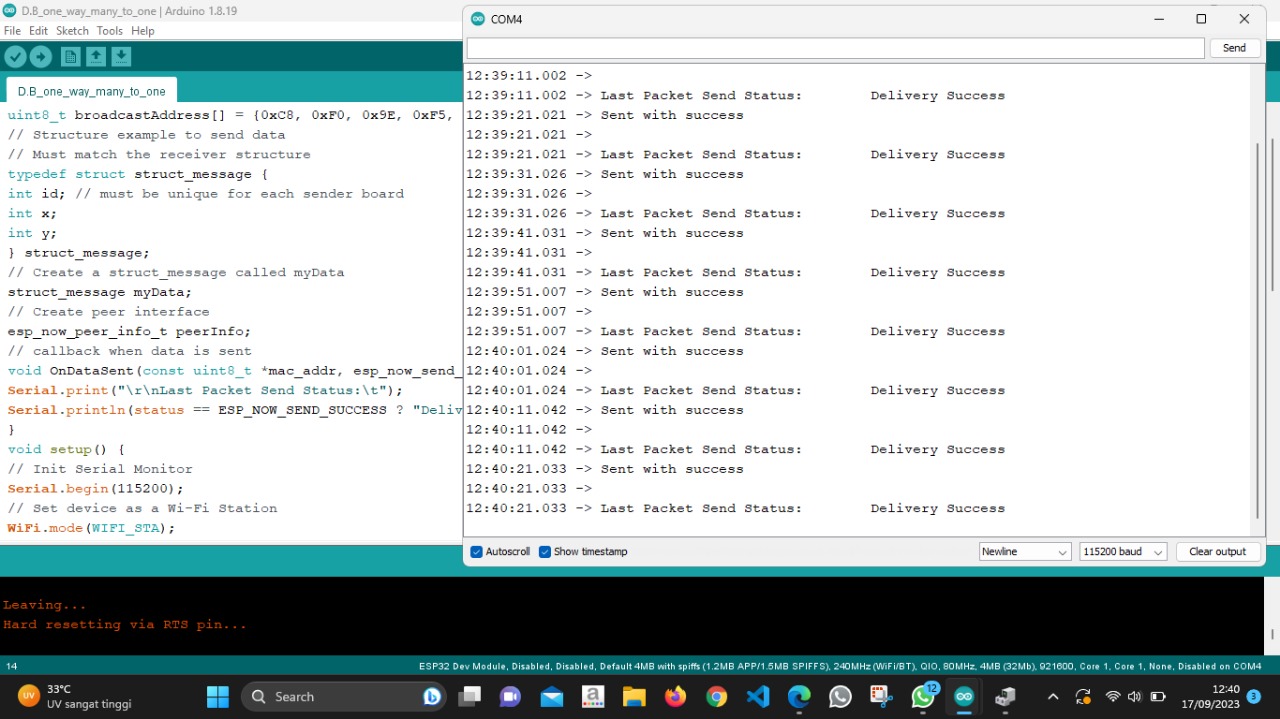 D.B_one_way_many_to_one | Arduino 1.8.19
File Edit Sketch Tools Help
D.B_one_way_many_to_one
uint8_t broadcastAddress[] = {0xC8, 0xF0, 0x9E, 0xF5,
// Structure example to send data
// Must match the receiver structure
typedef struct struct_message {
int id; // must be unique for each sender board
int x;
int y;
} struct_message;
// Create a struct_message called myData
struct_message myData;
// Create peer interface
esp_now_peer_info_t peerInfo;
// callback when data is sent
void OnDataSent(const uint8_t *mac_addr, esp_now_send_
Serial.print("\r\nLast Packet Send Status:\t");
Serial.println(status == ESP_NOW_SEND_SUCCESS ? "Deliv
}
void setup() {
// Init Serial Monitor
Serial.begin(115200);
// Set device as a Wi-Fi Station
WiFi.mode(WIFI_STA);
COM4
Send
12:39:11.002 ->
12:39:11.002 -> Last Packet Send Status: Delivery Success
12:39:21.021 -> Sent with success
12:39:21.021 ->
12:39:21.021 -> Last Packet Send Status: Delivery Success
12:39:31.026 -> Sent with success
12:39:31.026 ->
12:39:31.026 -> Last Packet Send Status: Delivery Success
12:39:41.031 -> Sent with success
12:39:41.031 ->
12:39:41.031 -> Last Packet Send Status: Delivery Success
12:39:51.007 -> Sent with success
12:39:51.007 ->
12:39:51.007 -> Last Packet Send Status: Delivery Success
12:40:01.024 -> Sent with success
12:40:01.024 ->
12:40:01.024 -> Last Packet Send Status: Delivery Success
12:40:11.042 -> Sent with success
12:40:11.042 ->
12:40:11.042 -> Last Packet Send Status: Delivery Success
12:40:21.033 -> Sent with success
12:40:21.033 ->
12:40:21.033 -> Last Packet Send Status: Delivery Success
Autoscroll Show timestamp Newline 115200 baud Clear output
Leaving...
Hard resetting via RTS pin...
14 ESP32 Dev Module, Disabled, Disabled, Default 4MB with spiffs (1.2MB APP/1.5MB SPIFFS), 240MHz (WiFi/BT), QIO, 80MHz, 4MB (32Mb), 921600, Core 1, Core 1, None, Disabled on COM4
UV
33°C
UV sangat tinggi
Search
a
12
12:40
17/09/2023
3